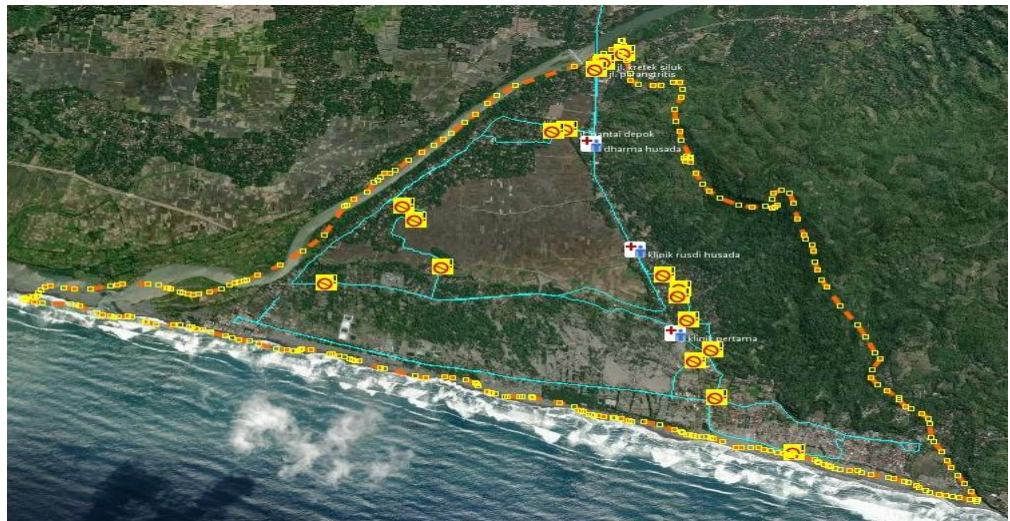 jl. kretek siluk
jl. parangtritis
pantai depok
dharma husada
klinik rusdi husada
klinik pertama